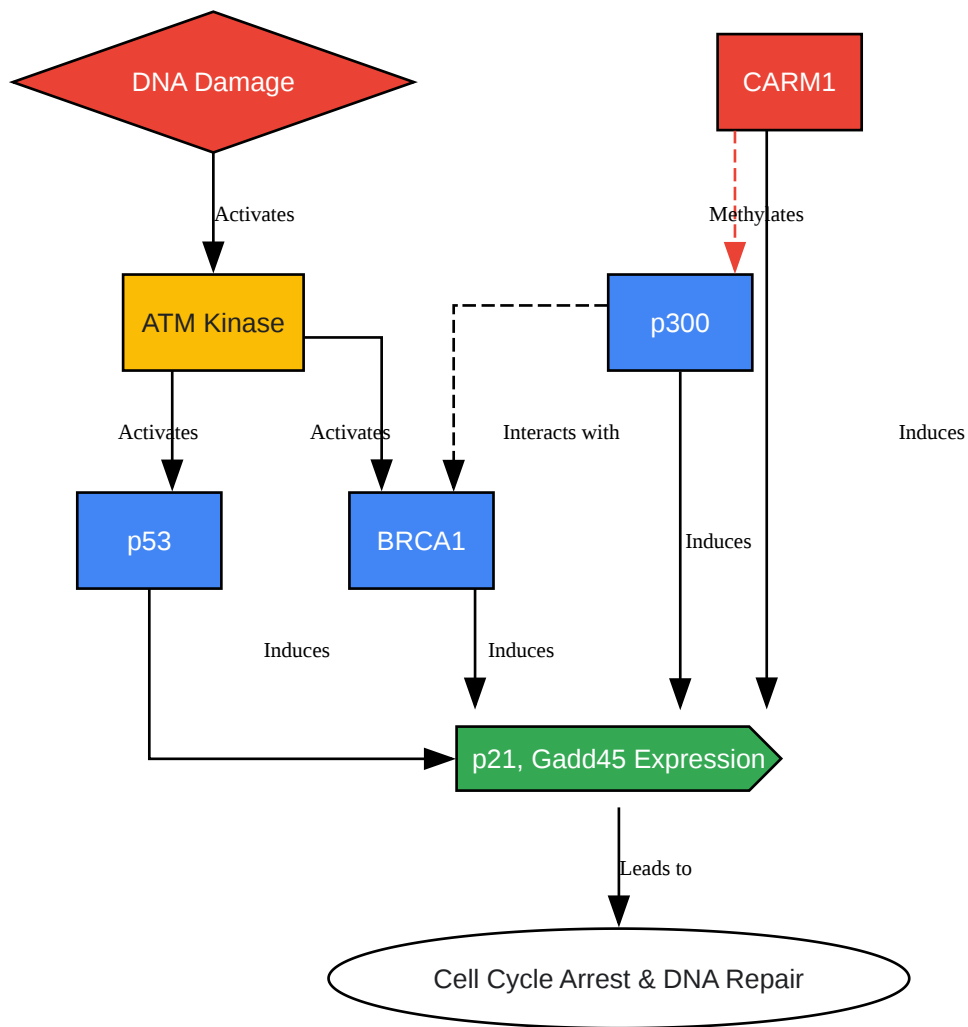 DNA Damage
CARM1
Activates
Methylates
ATM Kinase
p300
Activates
Activates
Interacts with
Induces
p53
BRCA1
Induces
Induces
Induces
p21, Gadd45 Expression
Leads to
Cell Cycle Arrest & DNA Repair